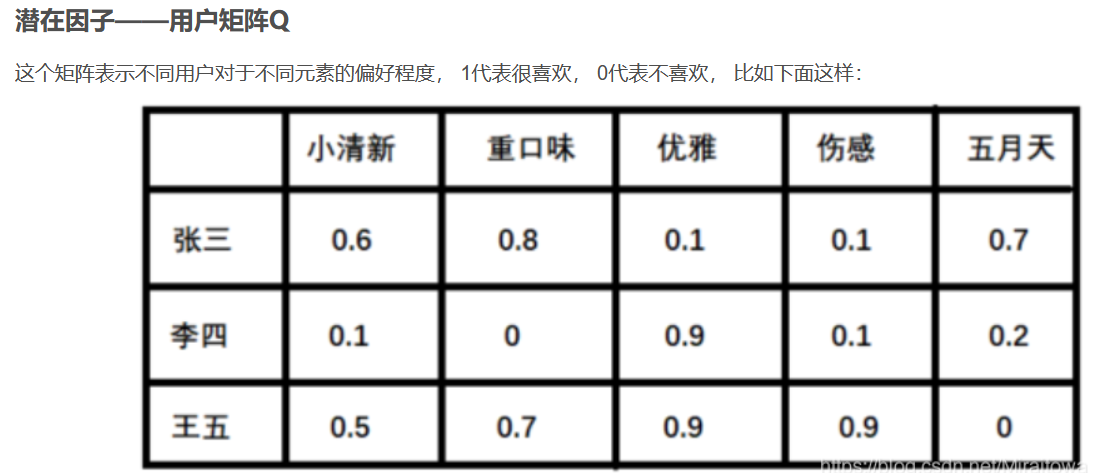 潜在因子——用户矩阵Q
这个矩阵表示不同用户对于不同元素的偏好程度， 1代表很喜欢， 0代表不喜欢， 比如下面这样：
小清新 重口味 优雅 伤感 五月天
张三 0.6 0.8 0.1 0.1 0.7
李四 0.1 0 0.9 0.1 0.2
王五 0.5 0.7 0.9 0.9 0